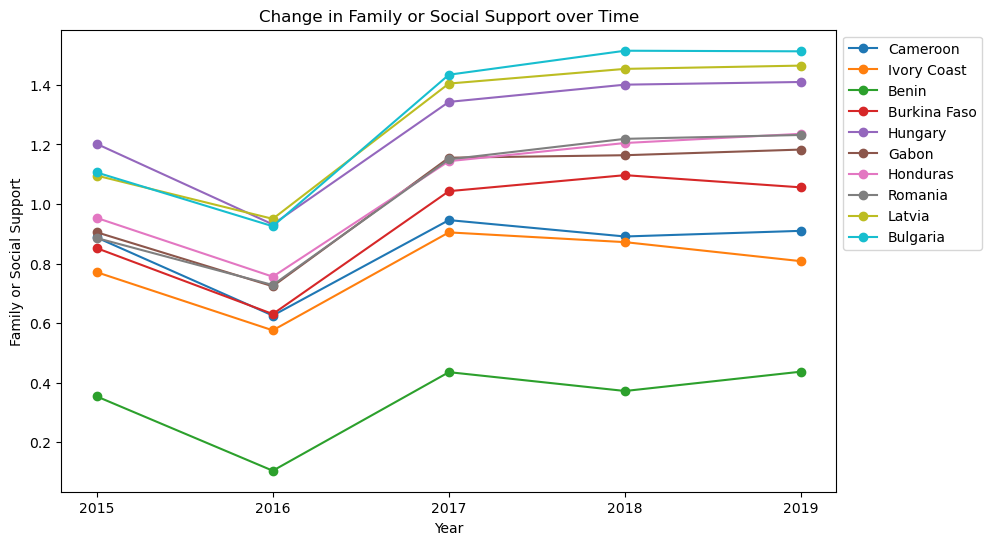 Change in Family or Social Support over Time
Family or Social Support
1.4
1.2
1.0
0.8
0.6
0.4
0.2
2015 2016 2017 2018 2019
Year
Cameroon
Ivory Coast
Benin
Burkina Faso
Hungary
Gabon
Honduras
Romania
Latvia
Bulgaria